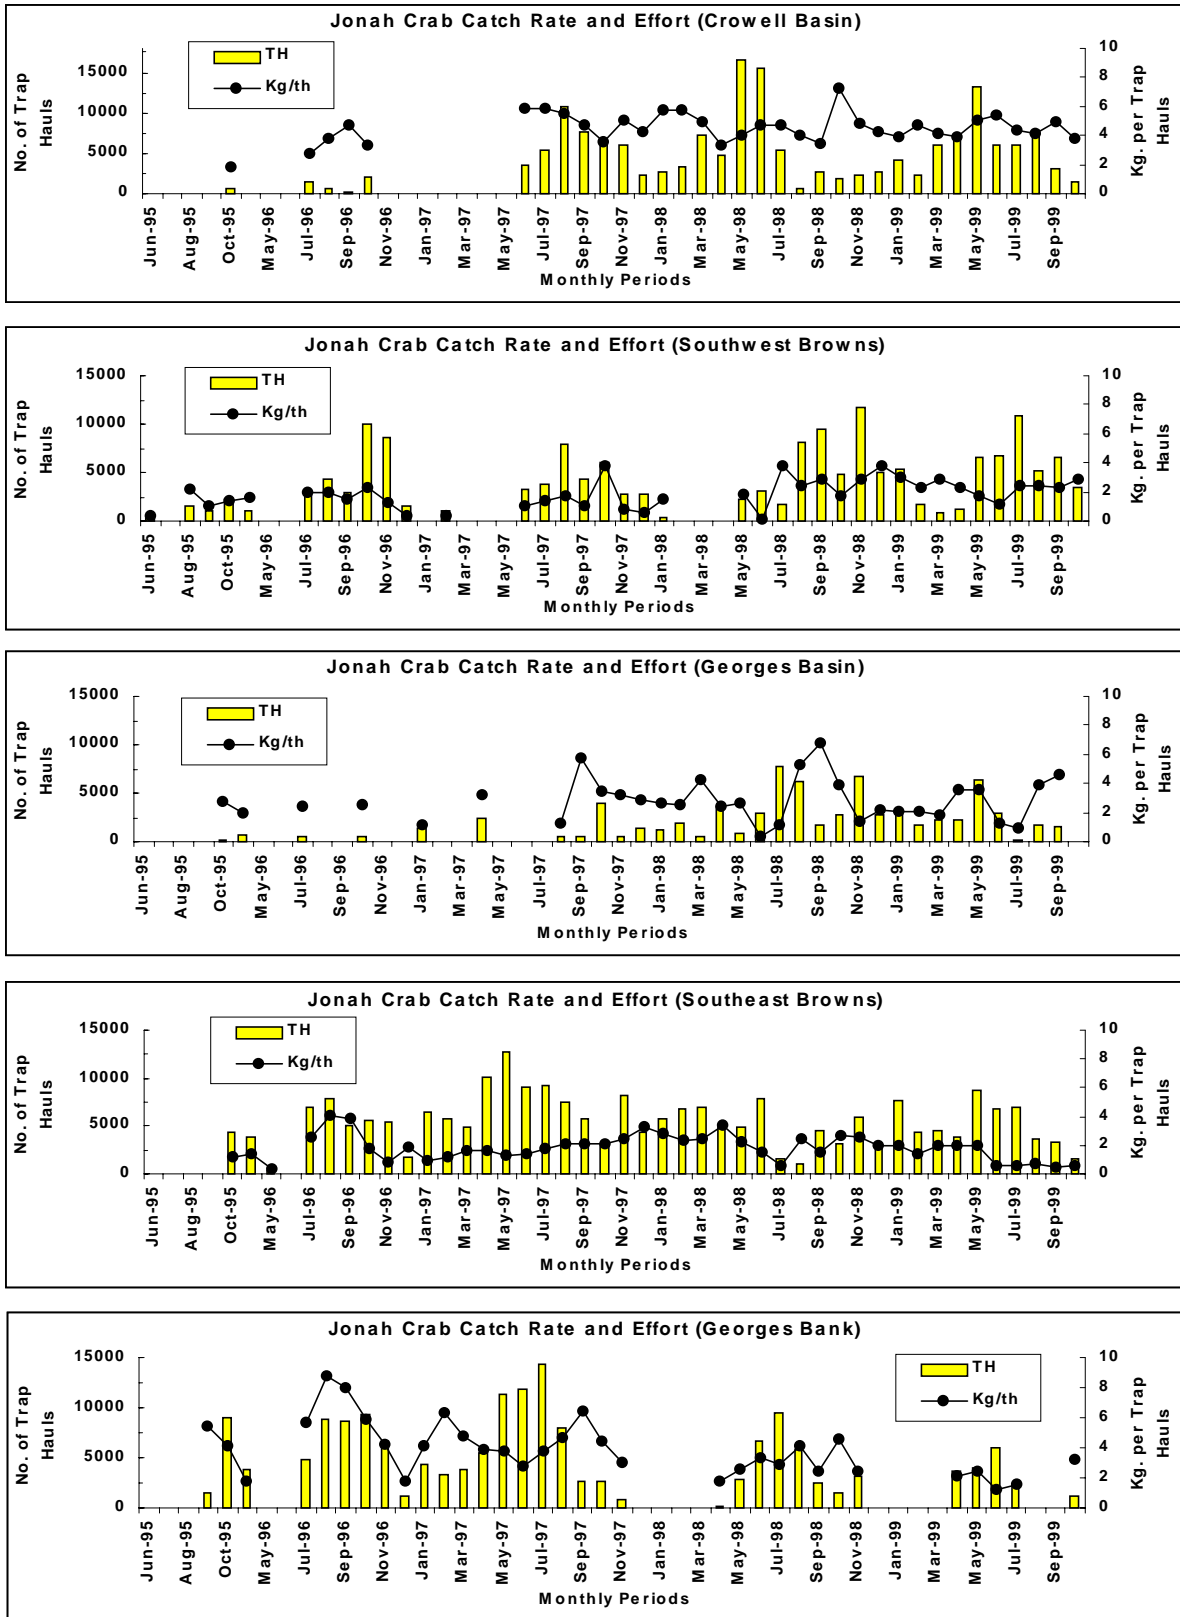 Jonah Crab Catch Rate and Effort (Crowell Basin)
No. of Trap Hauls
15000
10000
5000
0
TH
Kg/th
10
8
6
4
2
0
Kg. per Trap Hauls
Jun-95 Aug-95 Oct-95 May-96 Jul-96 Sep-96 Nov-96 Jan-97 Mar-97 May-97 Jul-97 Sep-97 Nov-97 Jan-98 Mar-98 May-98 Jul-98 Sep-98 Nov-98 Jan-99 Mar-99 May-99 Jul-99 Sep-99
Monthly Periods
Jonah Crab Catch Rate and Effort (Southwest Browns)
No. of Trap Hauls
15000
10000
5000
0
TH
Kg/th
10
8
6
4
2
0
Kg. per Trap Hauls
Jun-95 Aug-95 Oct-95 May-96 Jul-96 Sep-96 Nov-96 Jan-97 Mar-97 May-97 Jul-97 Sep-97 Nov-97 Jan-98 Mar-98 May-98 Jul-98 Sep-98 Nov-98 Jan-99 Mar-99 May-99 Jul-99 Sep-99
Monthly Periods
Jonah Crab Catch Rate and Effort (Georges Basin)
No. of Trap Hauls
15000
10000
5000
0
TH
Kg/th
10
8
6
4
2
0
Kg. per Trap Hauls
Jun-95 Aug-95 Oct-95 May-96 Jul-96 Sep-96 Nov-96 Jan-97 Mar-97 May-97 Jul-97 Sep-97 Nov-97 Jan-98 Mar-98 May-98 Jul-98 Sep-98 Nov-98 Jan-99 Mar-99 May-99 Jul-99 Sep-99
Monthly Periods
Jonah Crab Catch Rate and Effort (Southeast Browns)
No. of Trap Hauls
15000
10000
5000
0
TH
Kg/th
10
8
6
4
2
0
Kg. per Trap Hauls
Jun-95 Aug-95 Oct-95 May-96 Jul-96 Sep-96 Nov-96 Jan-97 Mar-97 May-97 Jul-97 Sep-97 Nov-97 Jan-98 Mar-98 May-98 Jul-98 Sep-98 Nov-98 Jan-99 Mar-99 May-99 Jul-99 Sep-99
Monthly Periods
Jonah Crab Catch Rate and Effort (Georges Bank)
No. of Trap Hauls
15000
10000
5000
0
TH
Kg/th
10
8
6
4
2
0
Kg. per Trap Hauls
Jun-95 Aug-95 Oct-95 May-96 Jul-96 Sep-96 Nov-96 Jan-97 Mar-97 May-97 Jul-97 Sep-97 Nov-97 Jan-98 Mar-98 May-98 Jul-98 Sep-98 Nov-98 Jan-99 Mar-99 May-99 Jul-99 Sep-99
Monthly Periods